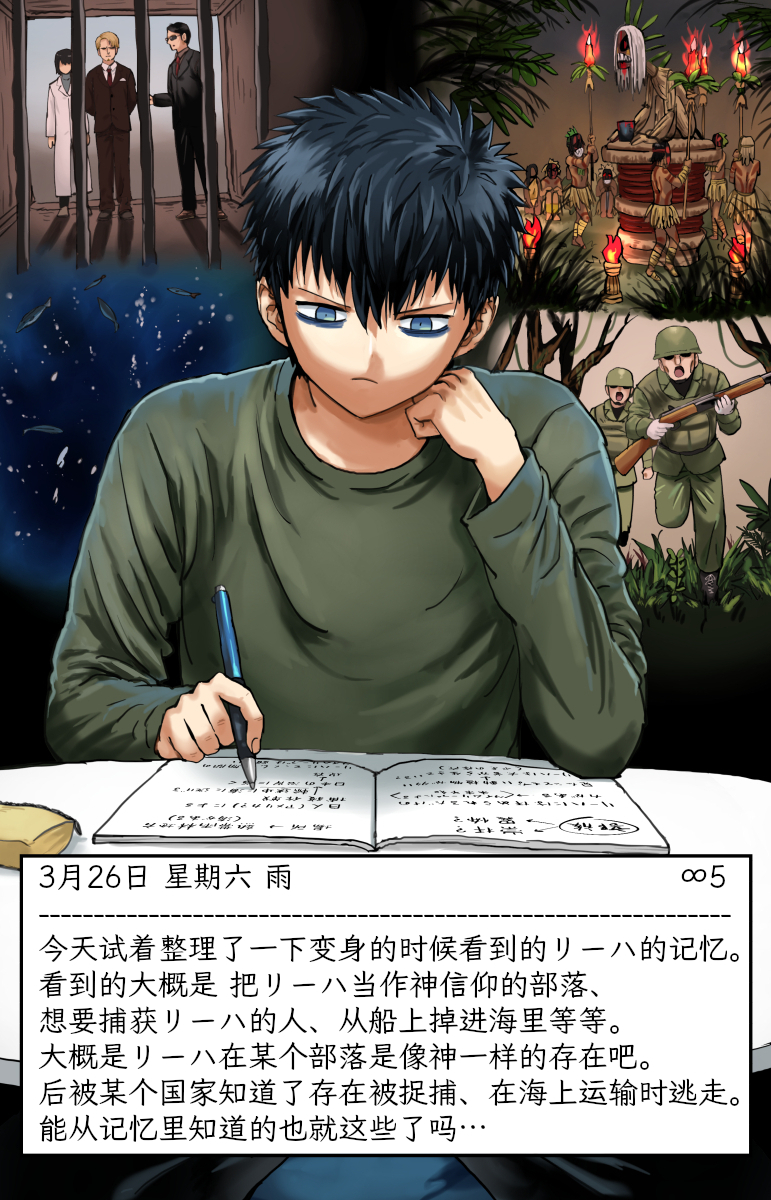 3月26日 星期六 雨 ∞5
今天试着整理了一下变身的时候看到的リーハ的记忆。
看到的大概是 把リーハ当作神信仰的部落、
想要捕获リーハ的人、从船上掉进海里等等。
大概是リーハ在某个部落是像神一样的存在吧。
后被某个国家知道了存在被捉捕、在海上运输时逃走。
能从记忆里知道的也就这些了吗…